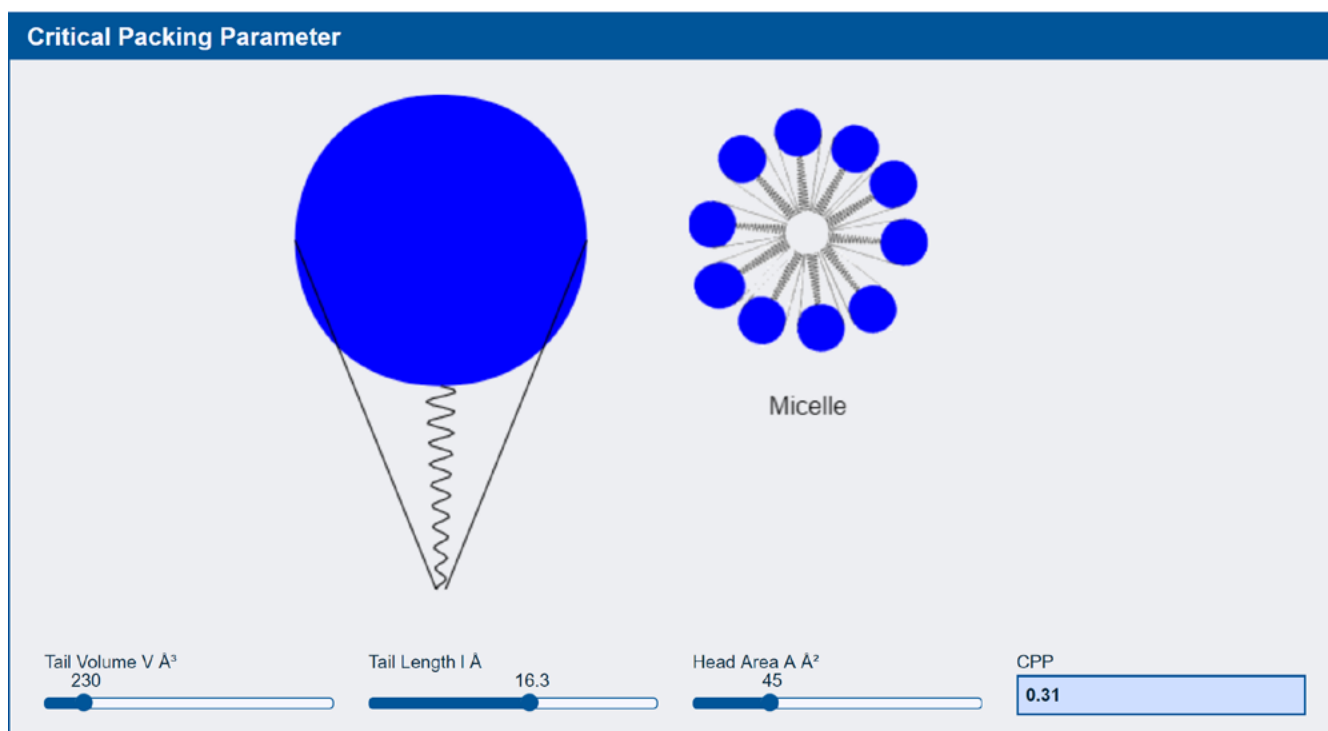 Critical Packing Parameter
Micelle
Tail Volume V Å³
230
Tail Length l Å
16.3
Head Area A Å²
45
CPP
0.31